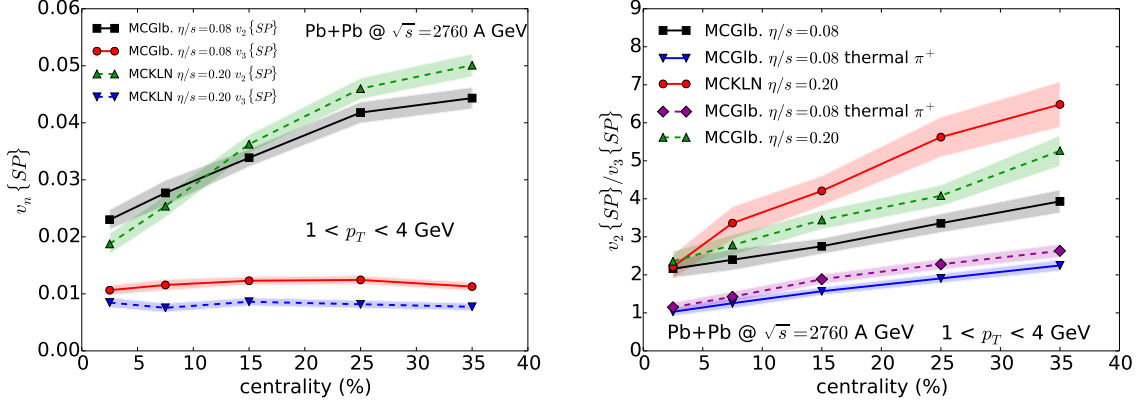 0.06
0.05
0.04
0.03
0.02
0.01
0.00
v_n{SP}
MCGlb. η/s=0.08 v_2{SP}
MCGlb. η/s=0.08 v_3{SP}
MCKLN η/s=0.20 v_2{SP}
MCKLN η/s=0.20 v_3{SP}
Pb+Pb @ √s=2760 A GeV
1 < p_T < 4 GeV
0 5 10 15 20 25 30 35 40
centrality (%)
9
8
7
6
5
4
3
2
1
0
v_2{SP}/v_3{SP}
MCGlb. η/s=0.08
MCGlb. η/s=0.08 thermal π^+
MCKLN η/s=0.20
MCGlb. η/s=0.08 thermal π^+
MCGlb. η/s=0.20
Pb+Pb @ √s=2760 A GeV 1 < p_T < 4 GeV
0 5 10 15 20 25 30 35 40
centrality (%)